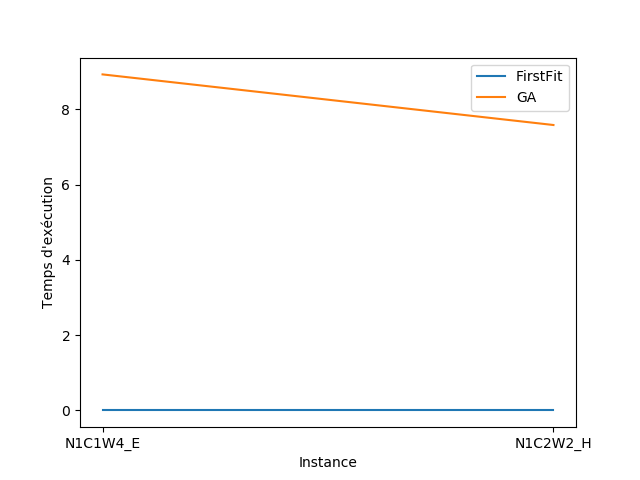 FirstFit
GA
8
6
4
2
0
Temps d'exécution
N1C1W4_E
N1C2W2_H
Instance